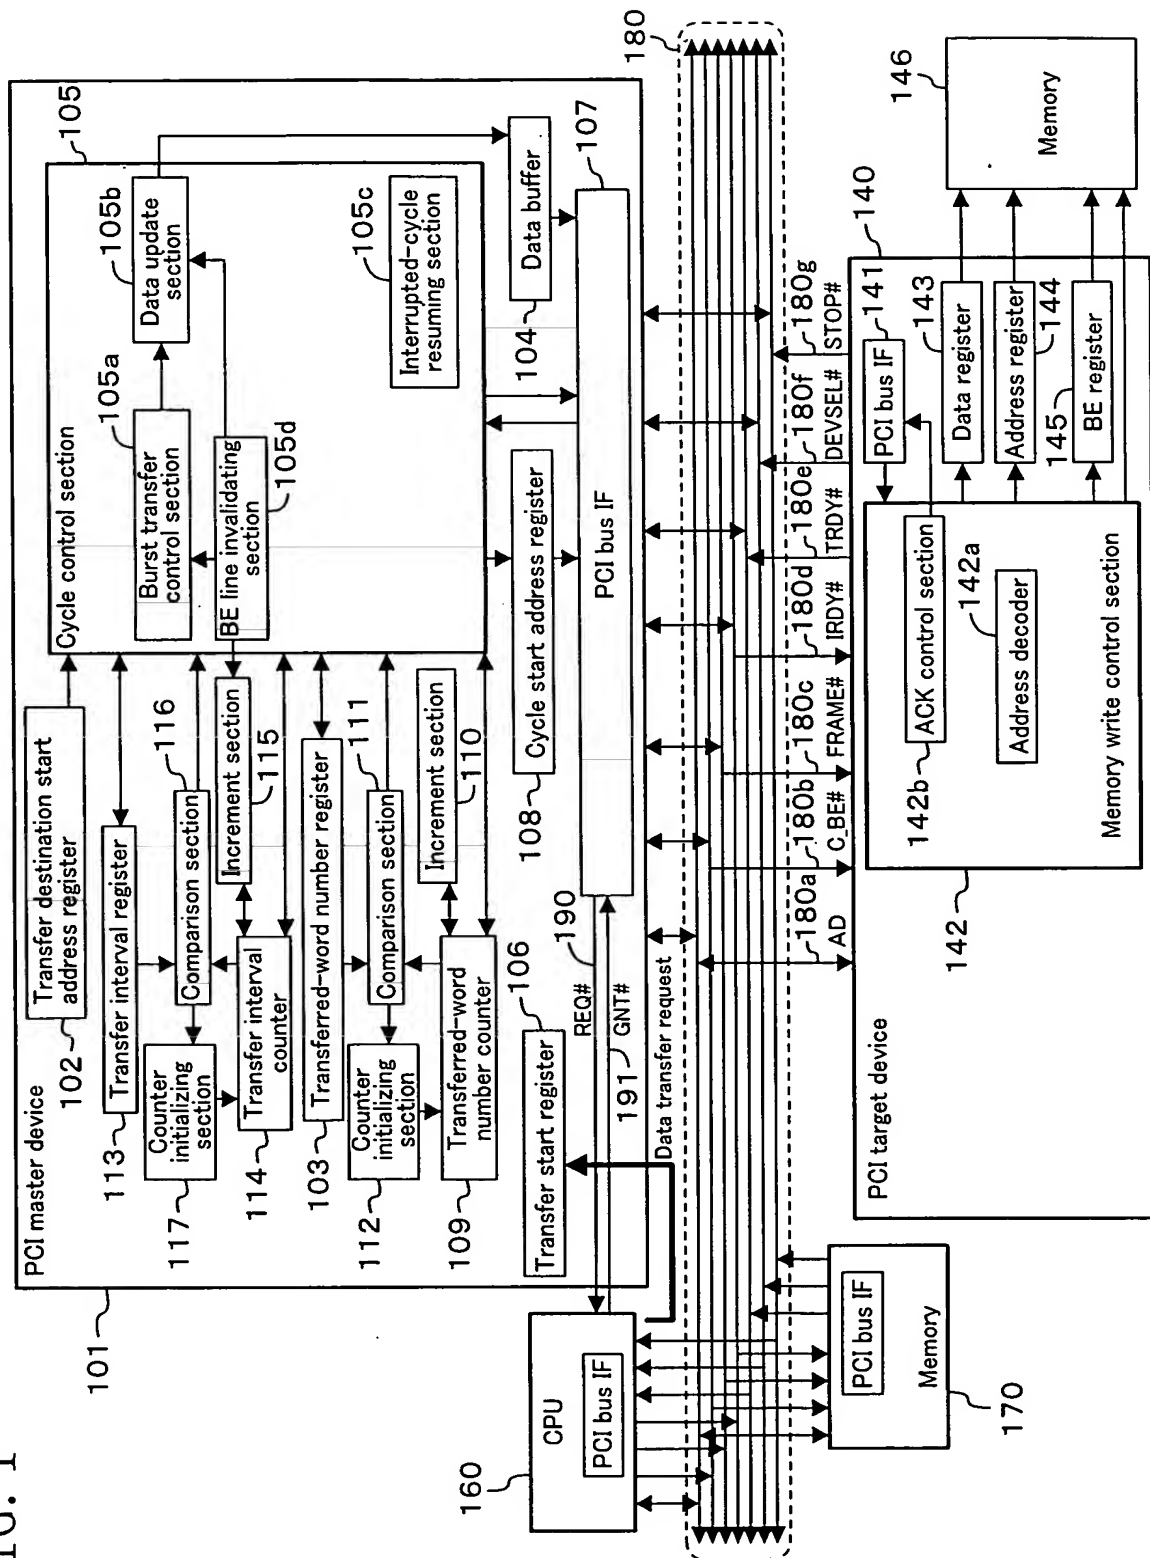 FIG. 1
PCI master device
101
Transfer destination start
address register
102
Transfer interval register
113
Comparison section
116
Counter
initializing
section
117
Transfer interval
counter
114
Increment section
115
Transferred-word number register
103
Comparison section
111
Counter
initializing
section
112
Transferred-word
number counter
109
Increment section
110
Cycle control section
105
Burst transfer
control section
105a
Data update
section
105b
BE line invalidating
section
105d
Interrupted-cycle
resuming section
105c
Data buffer
104
Cycle start address register
108
PCI bus IF
107
Transfer start register
106
REQ#
190
GNT#
191
Data transfer request
CPU
PCI bus IF
160
180
AD
180a
C_BE#
180b
FRAME#
180c
IRDY#
180d
TRDY#
180e
DEVSEL#
180f
STOP#
180g
PCI bus IF
Memory
170
PCI target device
140
PCI bus IF
141
Memory write control section
142
ACK control section
142b
Address decoder
142a
Data register
143
Address register
144
BE register
145
Memory
146